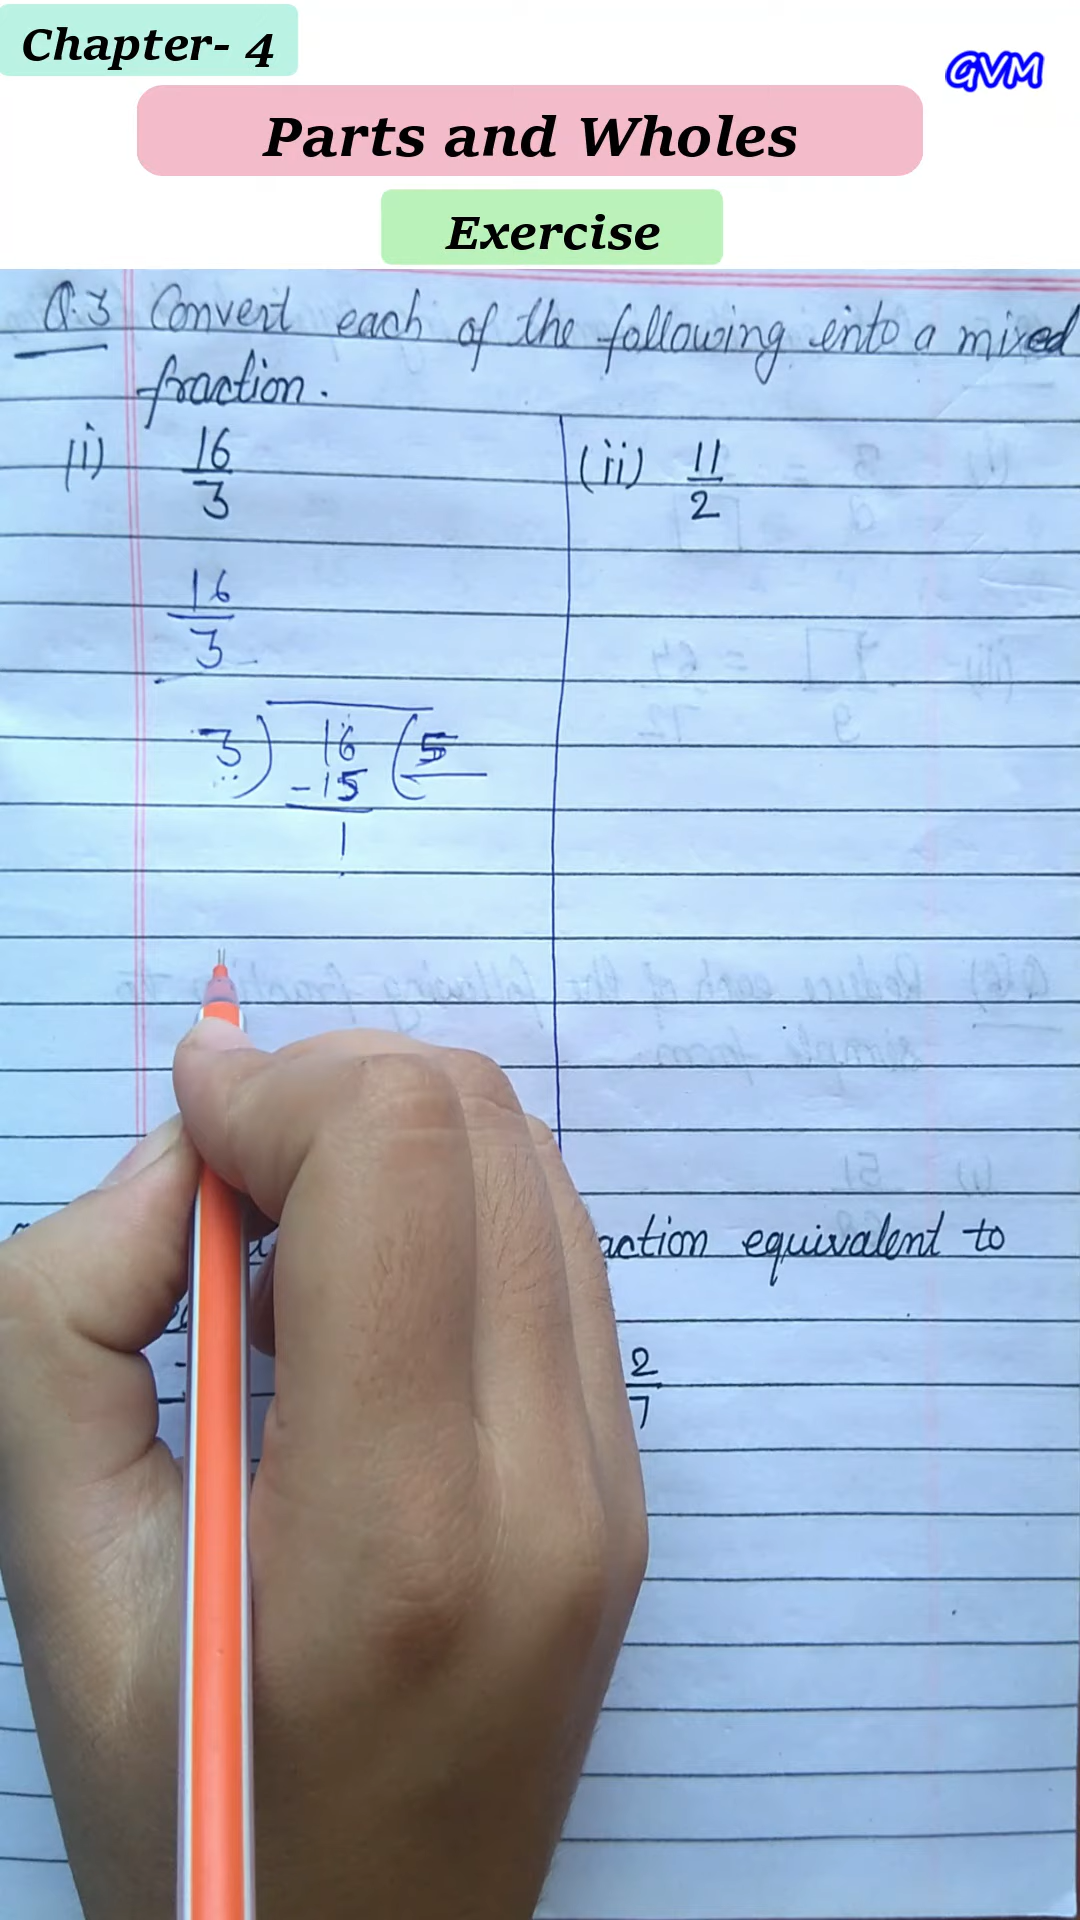 Chapter- 4
GVM
Parts and Wholes
Exercise
Q.3 Convert each of the following into a mixed
fraction.
(i) 16/3
(ii) 11/2
16/3
3) 16 (5
-15
1
action equivalent to
2/7